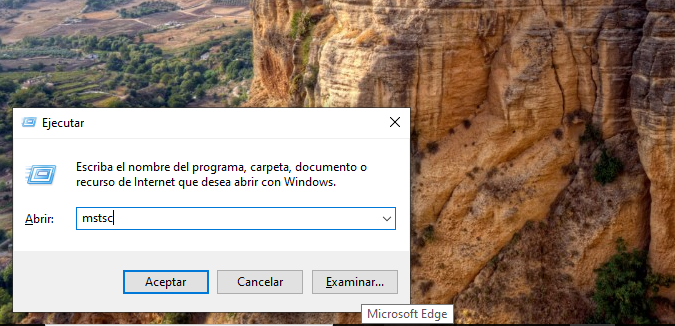 Ejecutar
Escriba el nombre del programa, carpeta, documento o
recurso de Internet que desea abrir con Windows.
Abrir: mstsc
Aceptar Cancelar Examinar...
Microsoft Edge